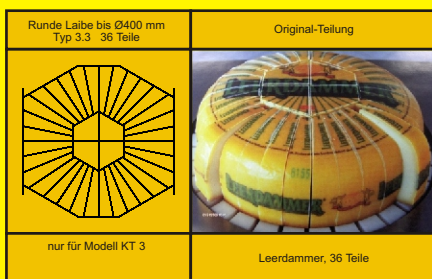 Runde Laibe bis Ø400 mm
Typ 3.3   36 Teile
Original-Teilung
nur für Modell KT 3
Leerdammer, 36 Teile